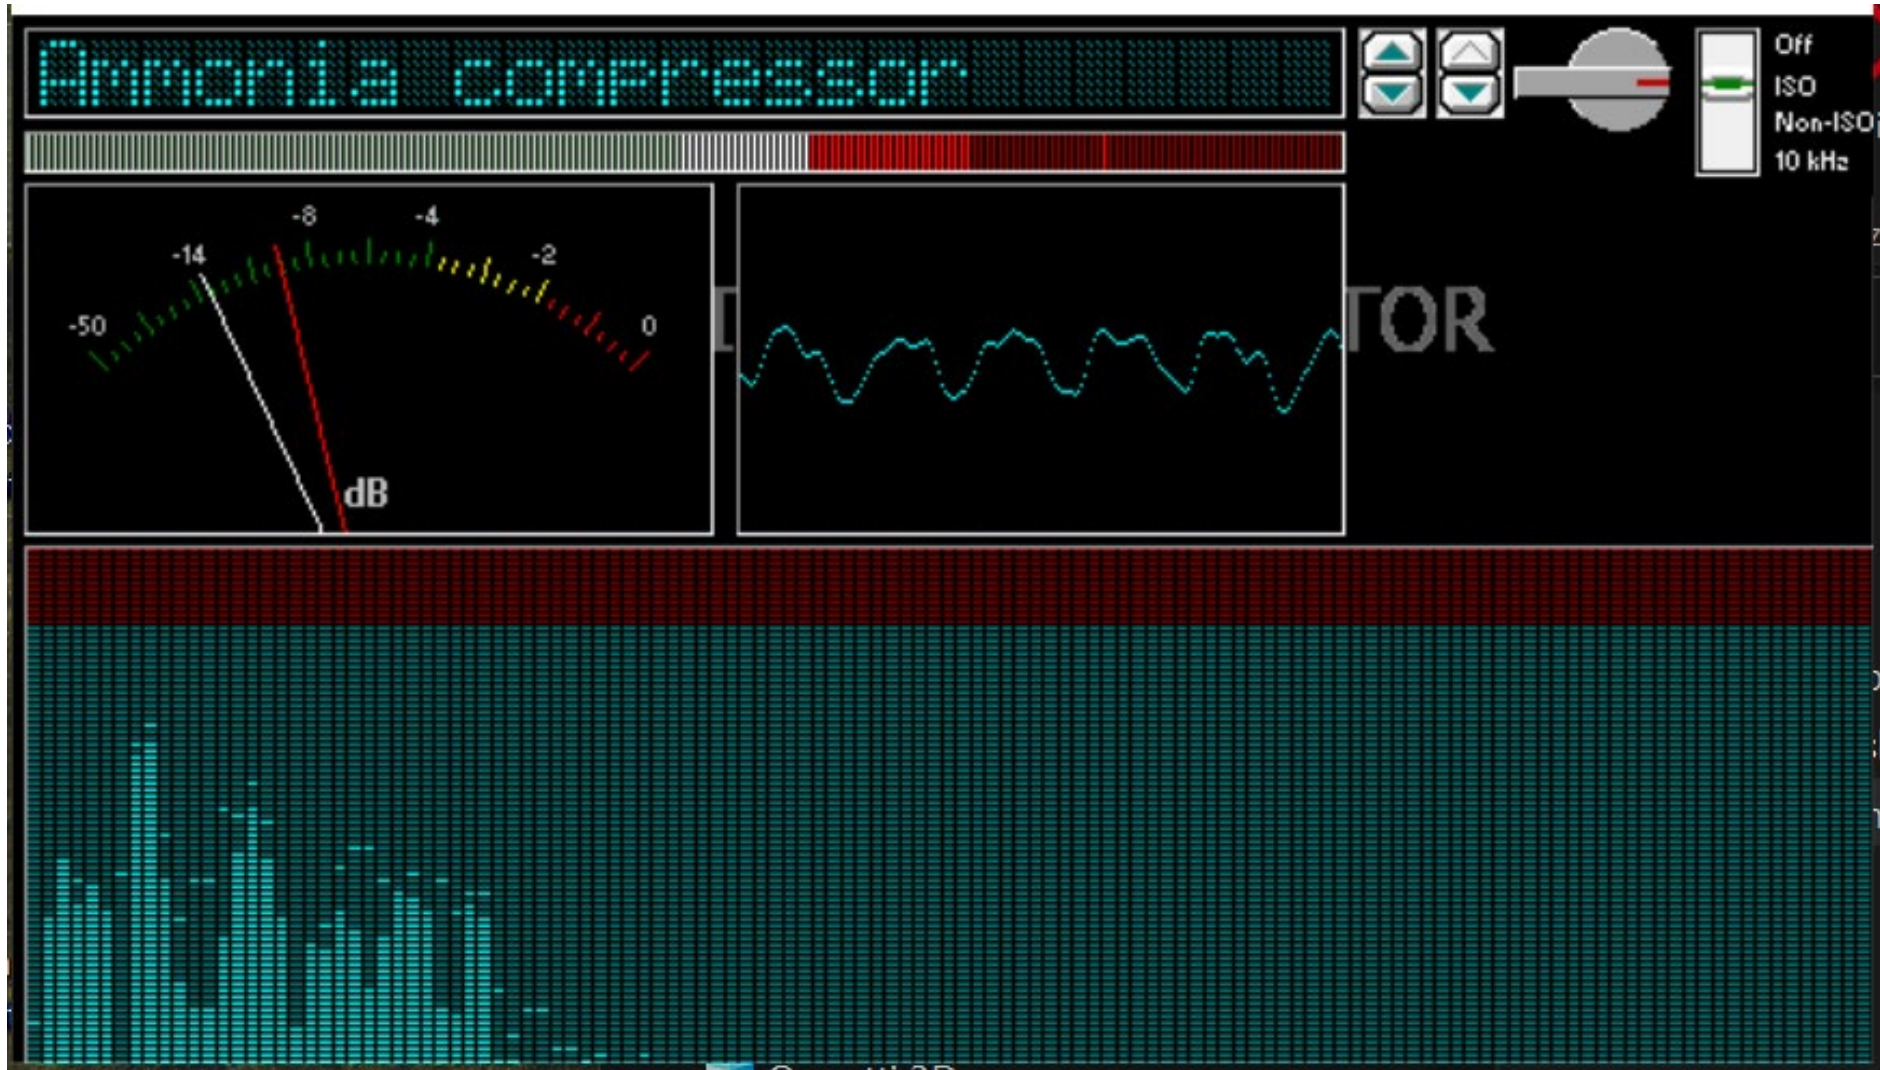 Ammonia compressor
Off
ISO
Non-ISO
10 kHz
-50
-14
-8
-4
-2
0
dB
TOR